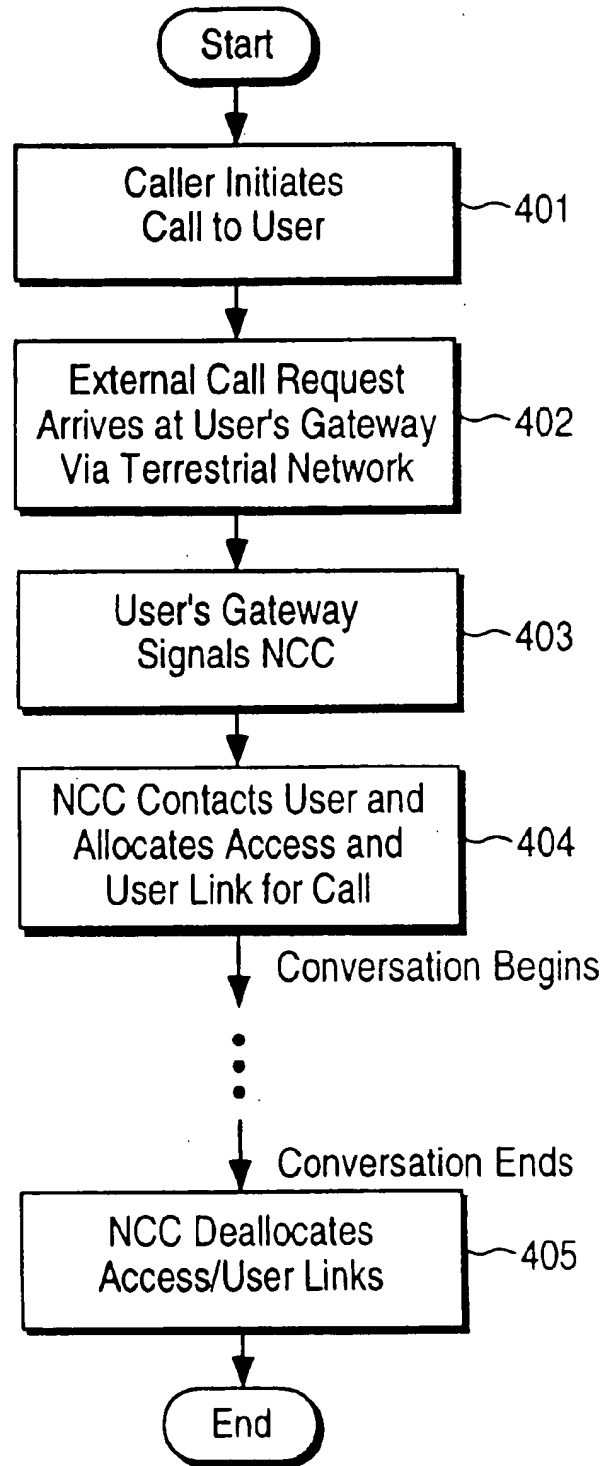 Start
Caller Initiates
Call to User
401
External Call Request
Arrives at User's Gateway
Via Terrestrial Network
402
User's Gateway
Signals NCC
403
NCC Contacts User and
Allocates Access and
User Link for Call
404
Conversation Begins
Conversation Ends
NCC Deallocates
Access/User Links
405
End